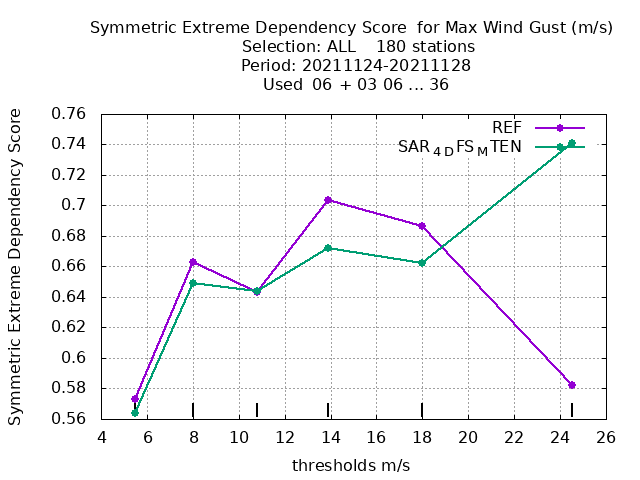 Symmetric Extreme Dependency Score for Max Wind Gust (m/s)
Selection: ALL 180 stations
Period: 20211124-20211128
Used 06 + 03 06 ... 36
Symmetric Extreme Dependency Score
0.76
0.74
0.72
0.7
0.68
0.66
0.64
0.62
0.6
0.58
0.56
REF
SAR4DFSMTEN
4 6 8 10 12 14 16 18 20 22 24 26
thresholds m/s